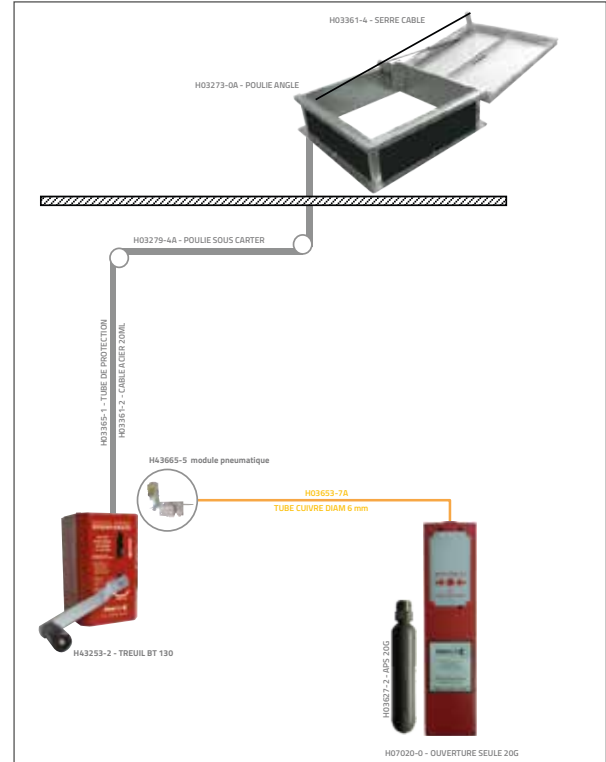 H03361-4 - SERRE CABLE
H03273-0A - POULIE ANGLE
H03279-4A - POULIE SOUS CARTER
H03365-1 - TUBE DE PROTECTION
H03361-2 - CABLE ACIER 20ML
H43665-5 module pneumatique
H03653-7A
TUBE CUIVRE DIAM 6 mm
H43253-2 - TREUIL BT 130
H03627-2 - APS 20G
H07020-0 - OUVERTURE SEULE 20G